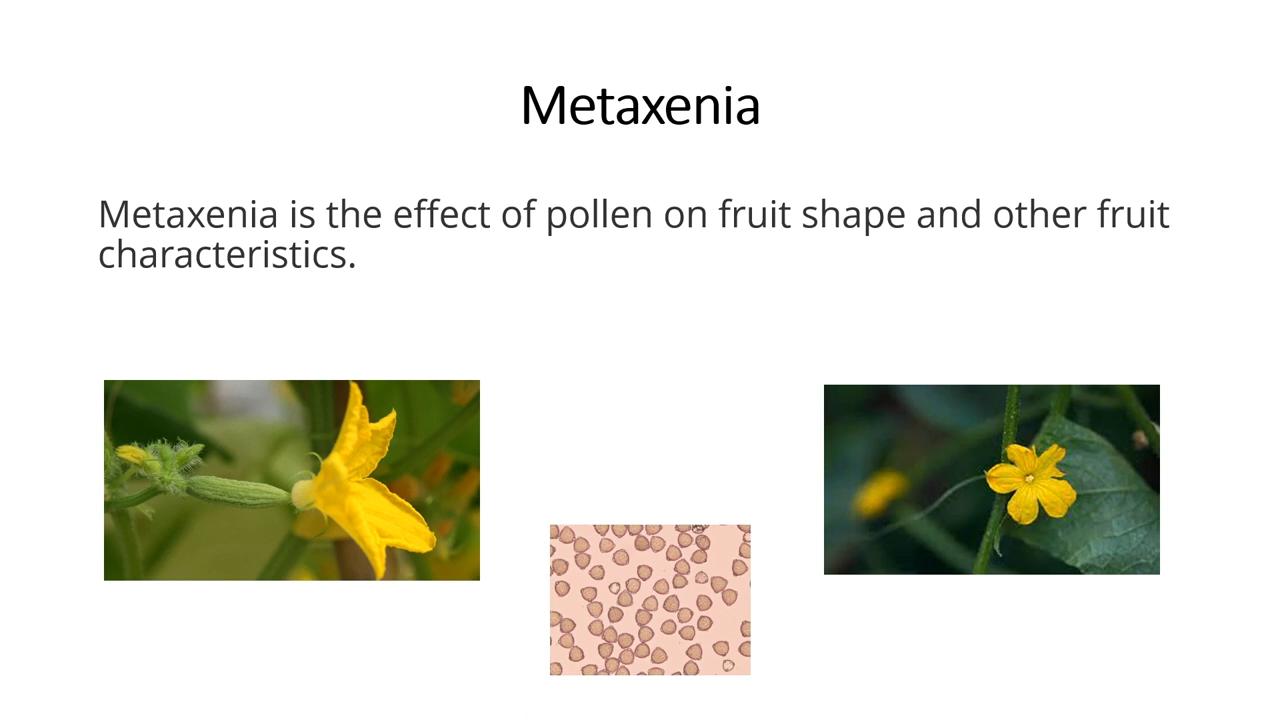 Metaxenia
Metaxenia is the effect of pollen on fruit shape and other fruit
characteristics.